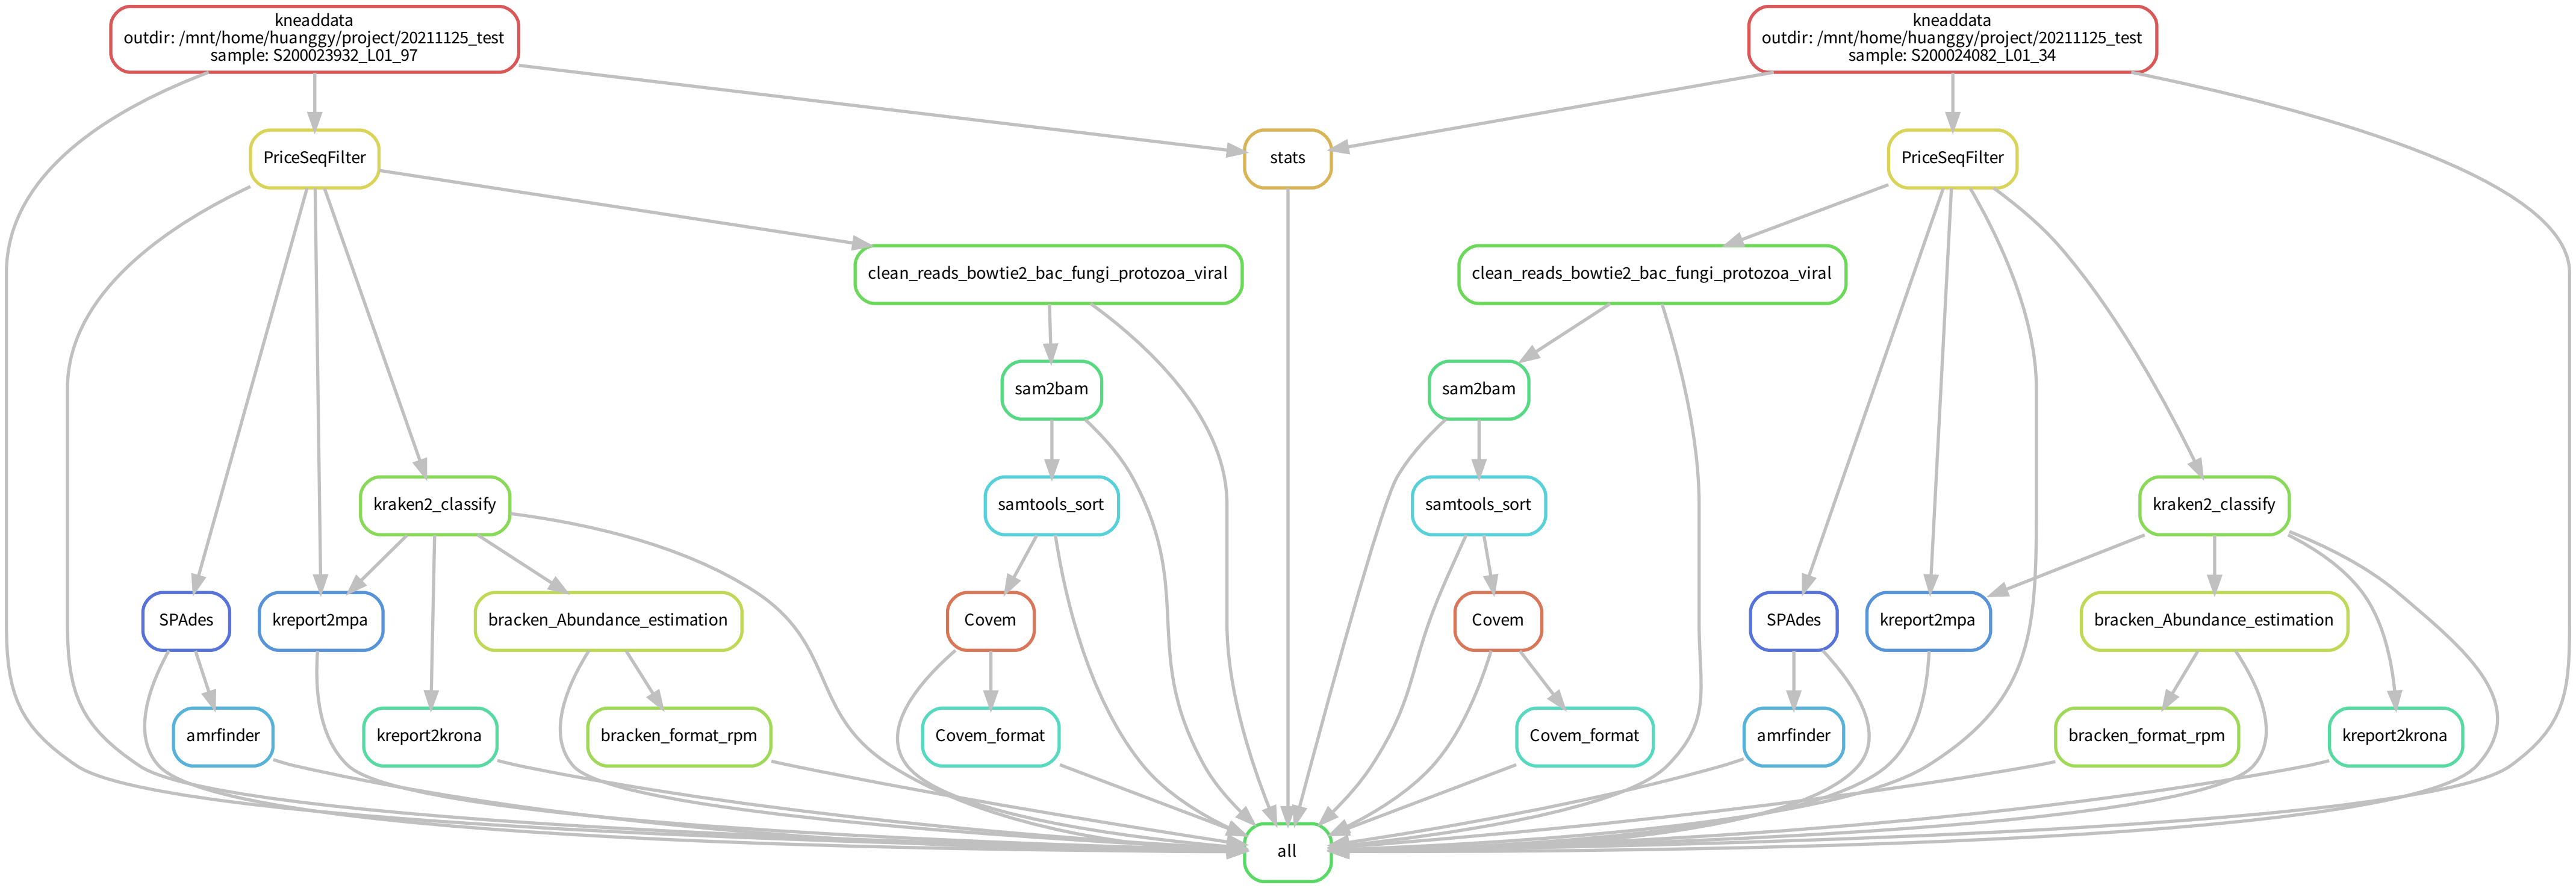 kneaddata
outdir: /mnt/home/huanggy/project/20211125_test
sample: S200023932_L01_97
kneaddata
outdir: /mnt/home/huanggy/project/20211125_test
sample: S200024082_L01_34
PriceSeqFilter
stats
PriceSeqFilter
clean_reads_bowtie2_bac_fungi_protozoa_viral
clean_reads_bowtie2_bac_fungi_protozoa_viral
sam2bam
sam2bam
kraken2_classify
samtools_sort
samtools_sort
kraken2_classify
SPAdes
kreport2mpa
bracken_Abundance_estimation
Covem
Covem
SPAdes
kreport2mpa
bracken_Abundance_estimation
amrfinder
kreport2krona
bracken_format_rpm
Covem_format
Covem_format
amrfinder
bracken_format_rpm
kreport2krona
all